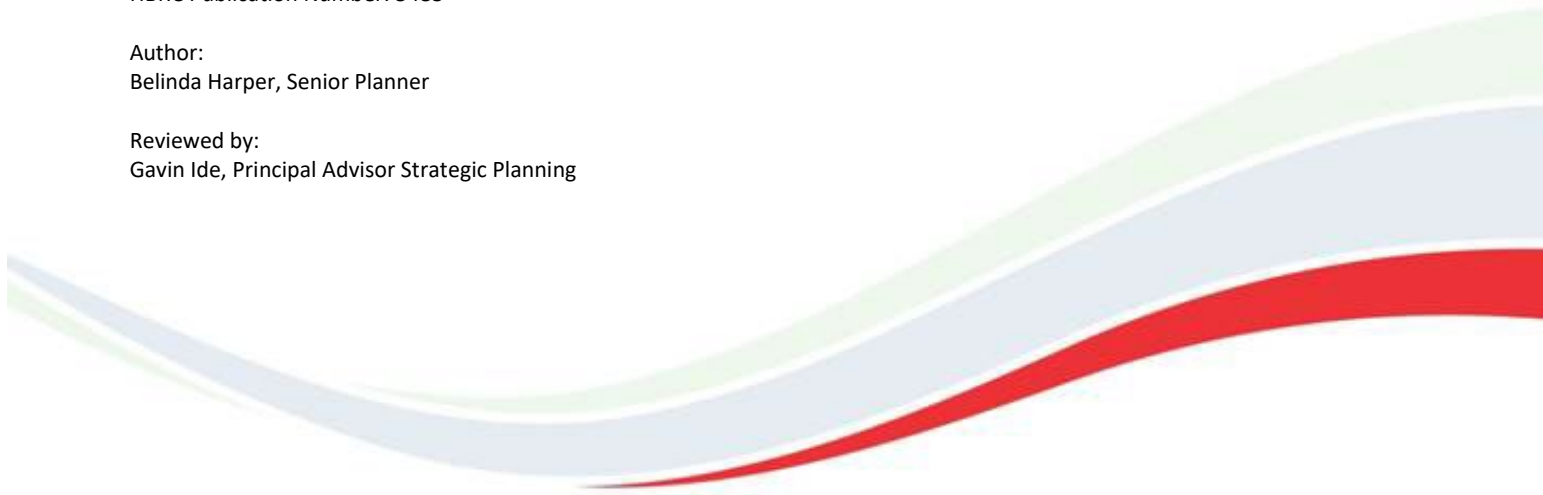 Author:
Belinda Harper, Senior Planner
Reviewed by:
Gavin Ide, Principal Advisor Strategic Planning